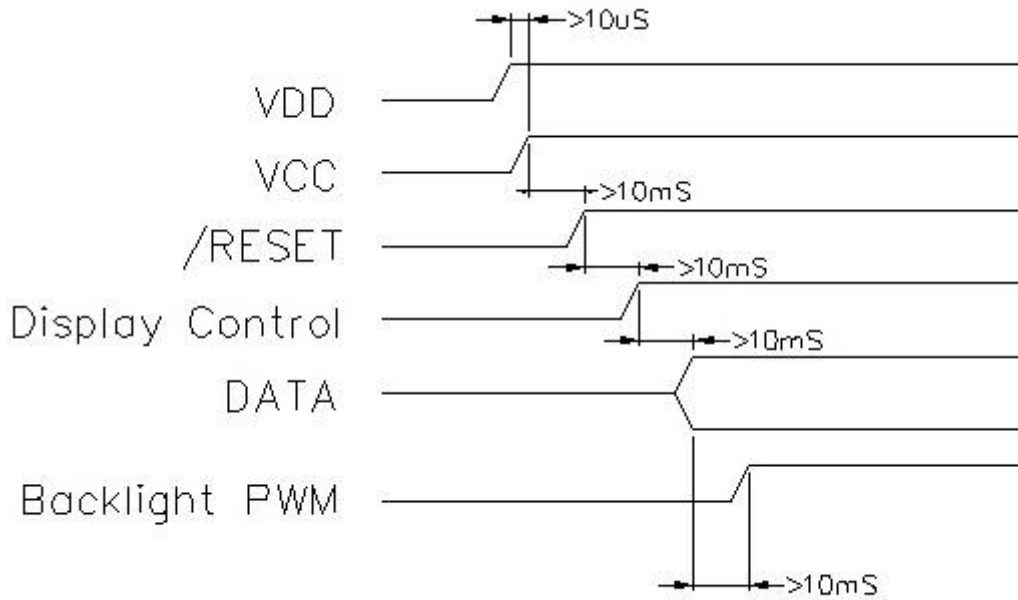 >10uS
VDD
VCC
>10mS
/RESET
>10mS
Display Control
>10mS
DATA
Backlight PWM
>10mS